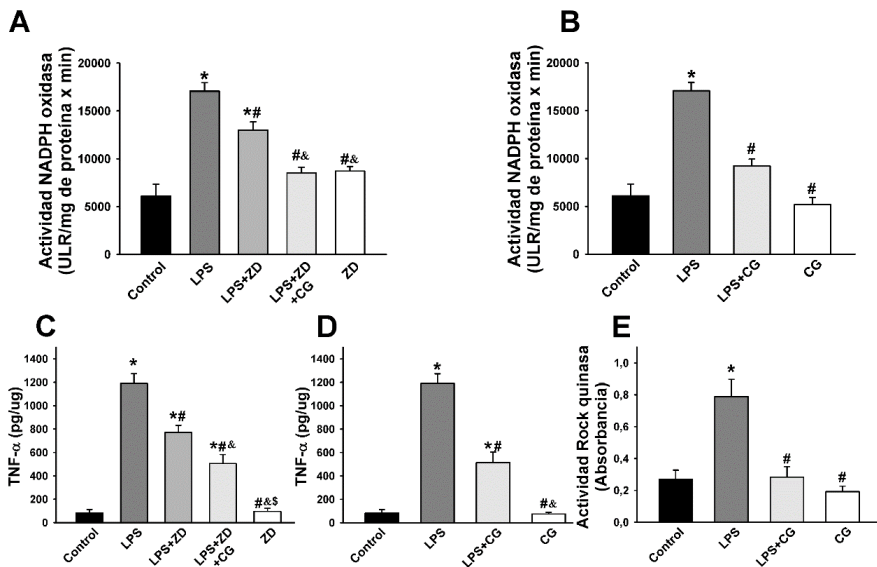 A
Actividad NADPH oxidasa
(ULR/mg de proteína x min)
20000
15000
10000
5000
0
*
*#
#&
#&
Control
LPS
LPS+ZD
LPS+ZD
+CG
ZD
B
Actividad NADPH oxidasa
(ULR/mg de proteína x min)
20000
15000
10000
5000
0
*
#
#
Control
LPS
LPS+CG
CG
C
TNF-α (pg/ug)
1400
1200
1000
800
600
400
200
0
*
*#
*#&
#&$
Control
LPS
LPS+ZD
LPS+ZD
+CG
ZD
D
TNF-α (pg/ug)
1400
1200
1000
800
600
400
200
0
*
*#
#&
Control
LPS
LPS+CG
CG
E
Actividad Rock quinasa
(Absorbancia)
1,0
0,8
0,6
0,4
0,2
0,0
*
#
#
Control
LPS
LPS+CG
CG